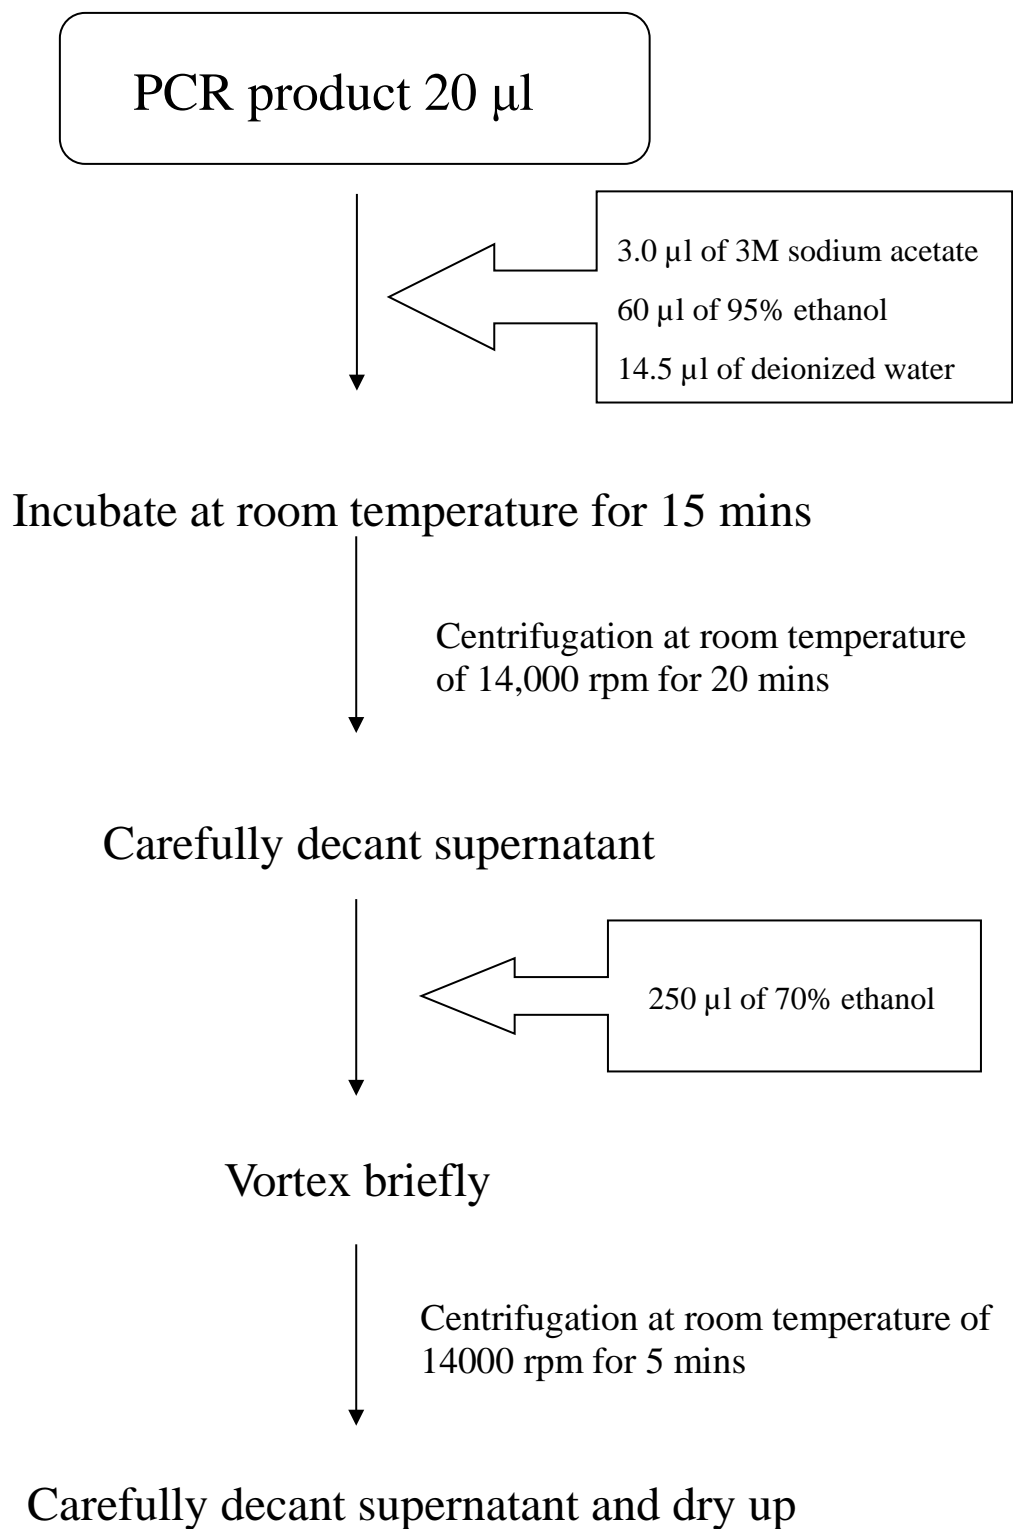 PCR product 20 μl
3.0 μl of 3M sodium acetate
60 μl of 95% ethanol
14.5 μl of deionized water
Incubate at room temperature for 15 mins
Centrifugation at room temperature
of 14,000 rpm for 20 mins
Carefully decant supernatant
250 μl of 70% ethanol
Vortex briefly
Centrifugation at room temperature of
14000 rpm for 5 mins
Carefully decant supernatant and dry up